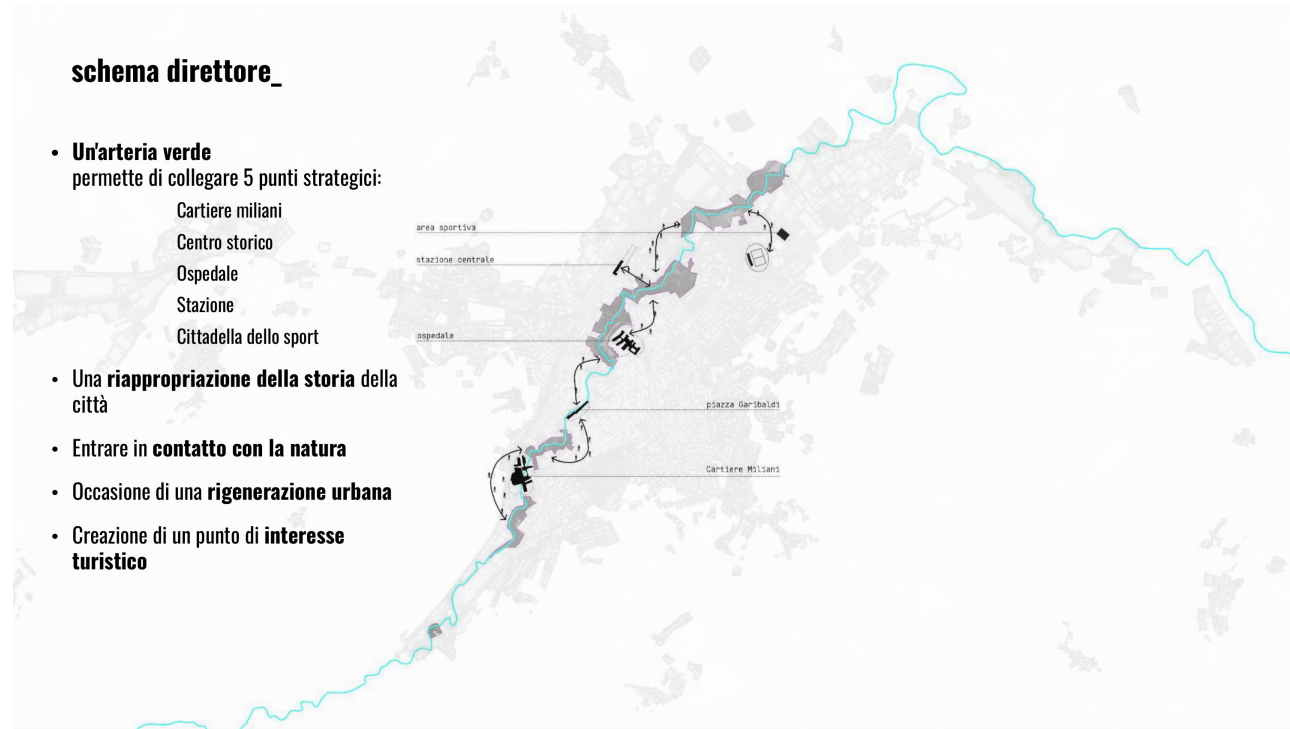 schema direttore_
• Un'arteria verde
permette di collegare 5 punti strategici:
Cartiere miliani
Centro storico
Ospedale
Stazione
Cittadella dello sport
• Una riappropriazione della storia della
città
• Entrare in contatto con la natura
• Occasione di una rigenerazione urbana
• Creazione di un punto di interesse
turistico
area sportiva
stazione centrale
ospedale
piazza Garibaldi
Cartiere Miliani